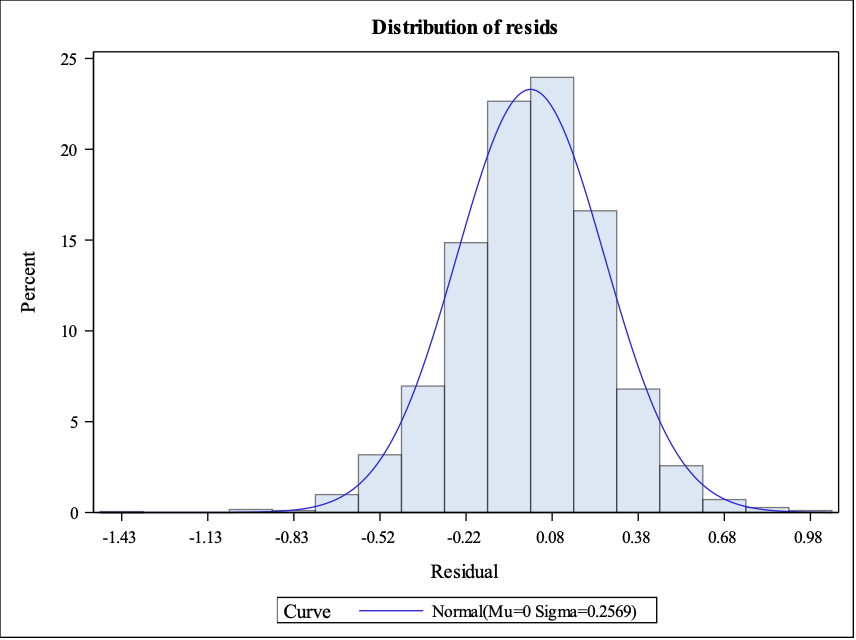 Distribution of resids
25
20
15
10
5
0
Percent
-1.43 -1.13 -0.83 -0.52 -0.22 0.08 0.38 0.68 0.98
Residual
Curve Normal(Mu=0 Sigma=0.2569)